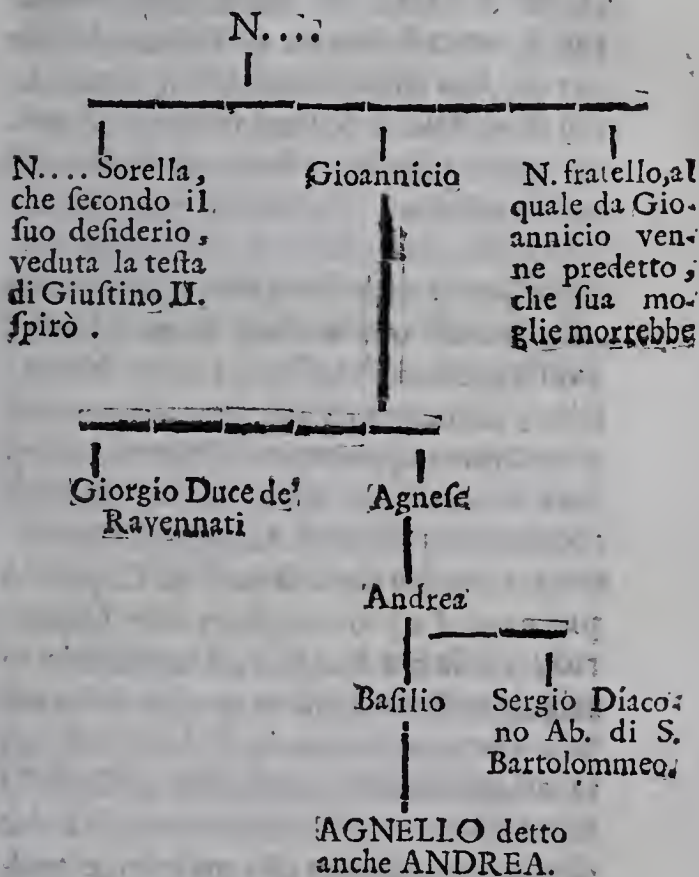 N....
N.... Sorella,
che ſecondo il
ſuo deſiderio,
veduta la teſta
di Giuſtino II.
ſpirò .
Gioannicio
N. fratello, al
quale da Gio-
annicio ven-
ne predetto,
che ſua mo-
glie morrebbe
Giorgio Duce de'
Ravennati
Agneſe
Andrea
Baſilio
Sergio Diaco-
no Ab. di S.
Bartolommeo.
AGNELLO detto
anche ANDREA.